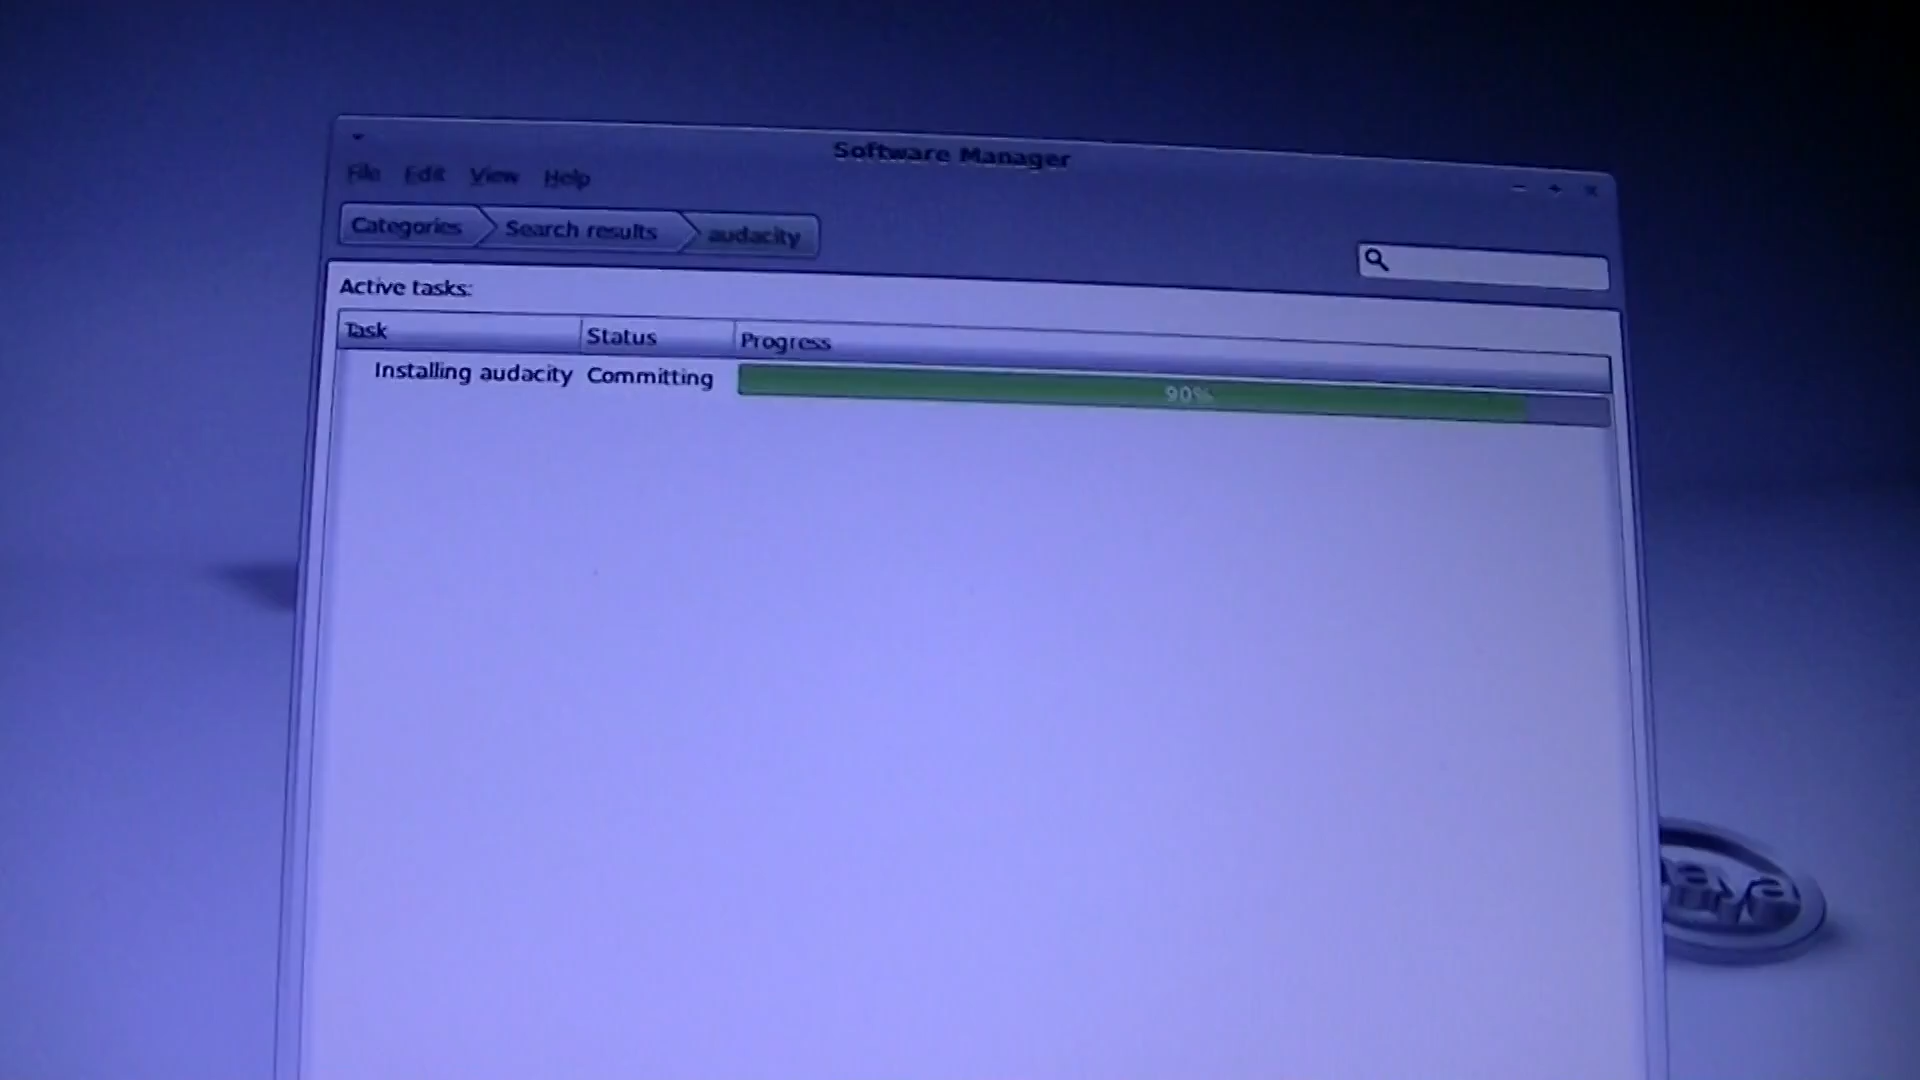 Software Manager
File Edit View Help
Categories Search results audacity
Active tasks:
Task Status Progress
Installing audacity Committing 90%